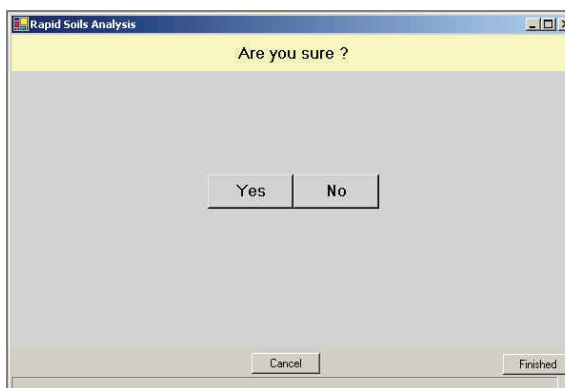 Rapid Soils Analysis
Are you sure ?
Yes No
Cancel Finished